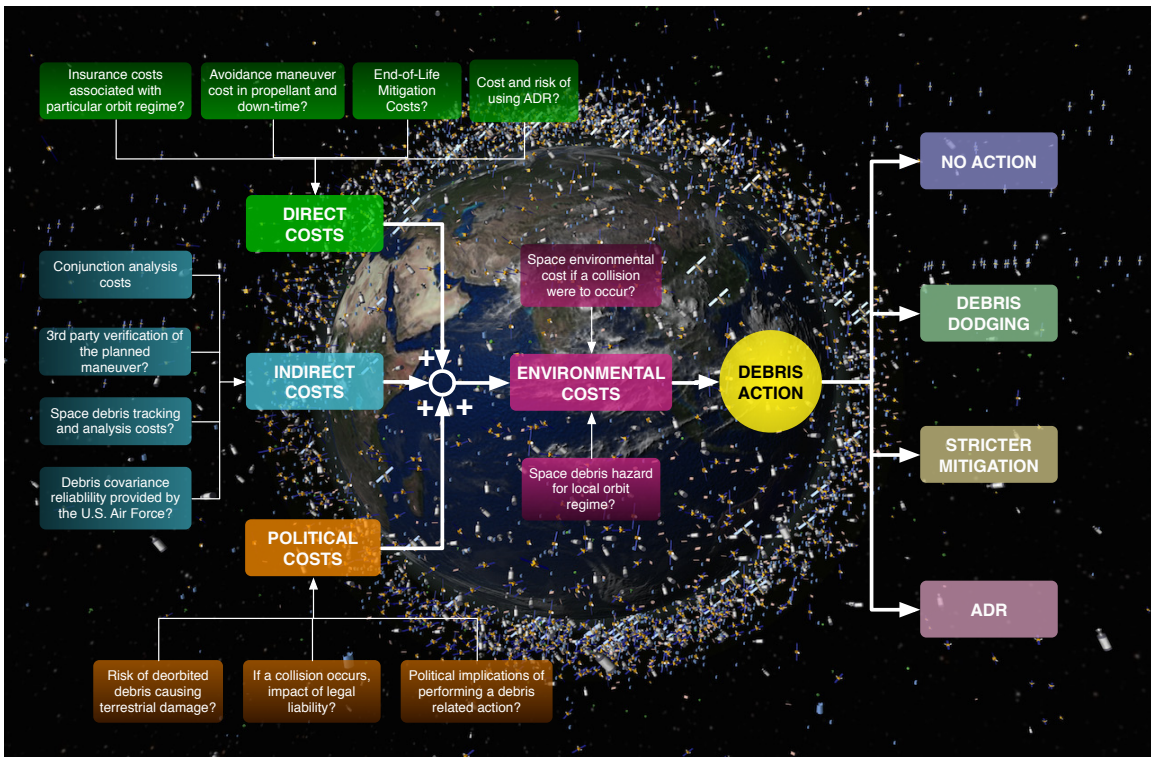 Insurance costs
associated with
particular orbit regime?
Avoidance maneuver
cost in propellant and
down-time?
End-of-Life
Mitigation
Costs?
Cost and risk
of using ADR?
NO ACTION
DIRECT
COSTS
Conjunction analysis
costs
Space environmental
cost if a collision
were to occur?
DEBRIS
DODGING
3rd party verification of
the planned
maneuver?
INDIRECT
COSTS
+
+
+
ENVIRONMENTAL
COSTS
DEBRIS
ACTION
Space debris tracking
and analysis costs?
STRICTER
MITIGATION
Debris covariance
reliablility provided by
the U.S. Air Force?
Space debris hazard
for local orbit
regime?
POLITICAL
COSTS
ADR
Risk of deorbited
debris causing
terrestrial damage?
If a collision occurs,
impact of legal
liability?
Political implications of
performing a debris
related action?